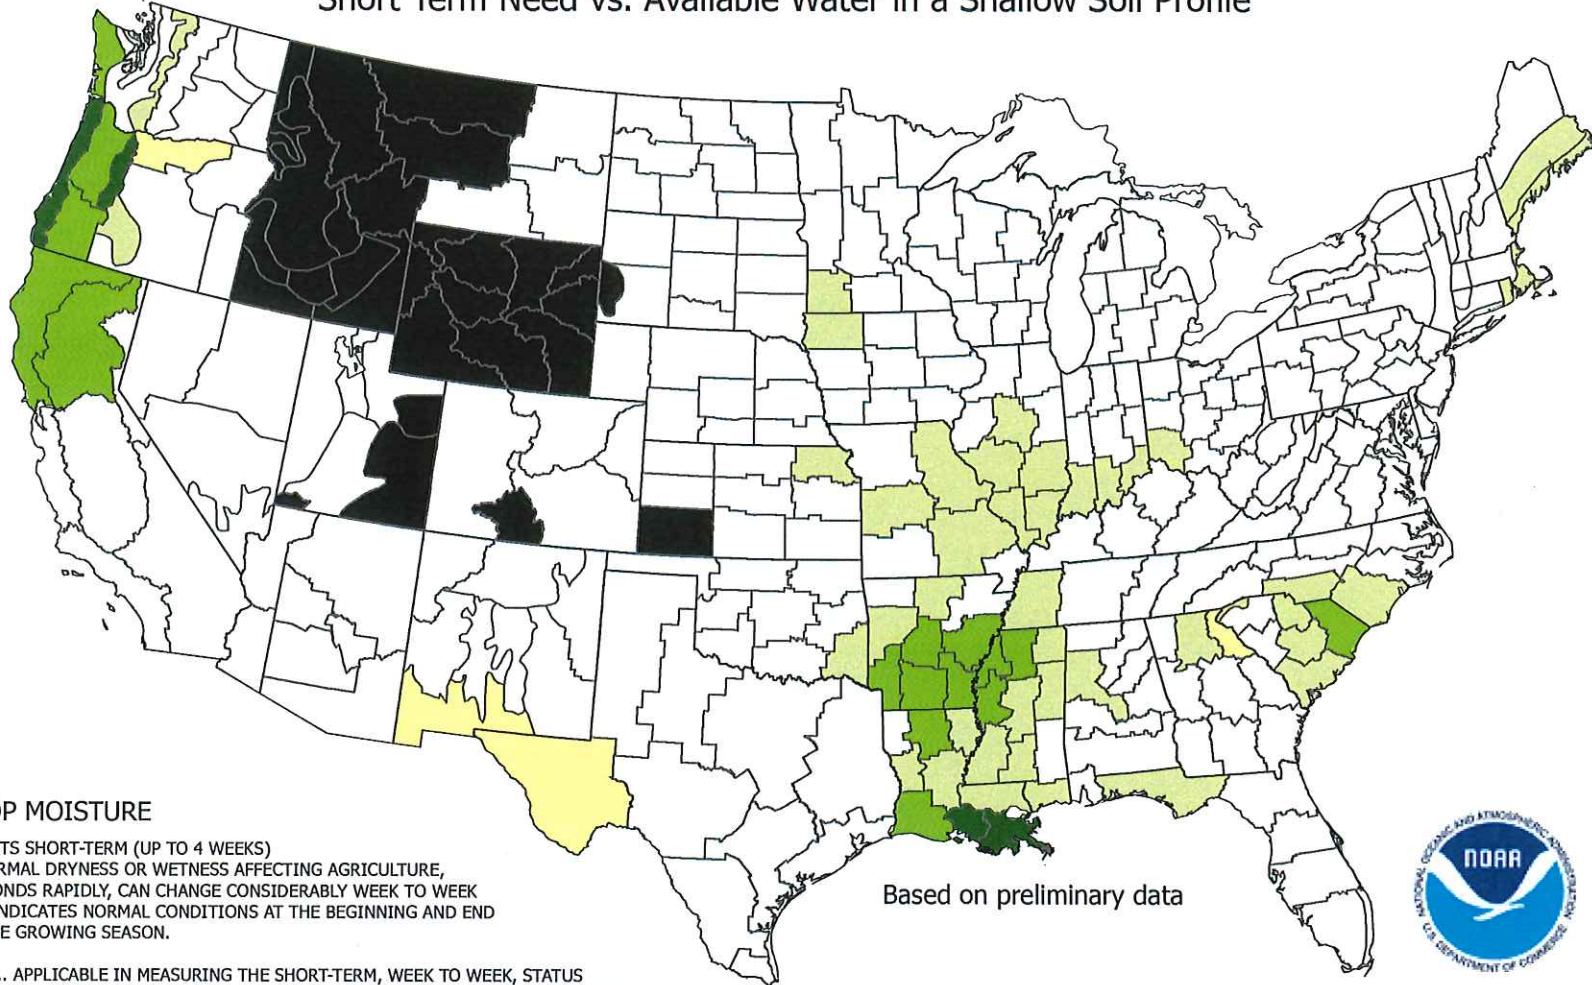 Short Term Need vs. Available Water in a Shallow Soil Profile
OP MOISTURE
TS SHORT-TERM (UP TO 4 WEEKS)
RMAL DRYNESS OR WETNESS AFFECTING AGRICULTURE,
ONDS RAPIDLY, CAN CHANGE CONSIDERABLY WEEK TO WEEK
NDICATES NORMAL CONDITIONS AT THE BEGINNING AND END
E GROWING SEASON.
.. APPLICABLE IN MEASURING THE SHORT-TERM, WEEK TO WEEK, STATUS
Based on preliminary data
NATIONAL OCEANIC AND ATMOSPHERIC ADMINISTRATION
NOAA
U.S. DEPARTMENT OF COMMERCE